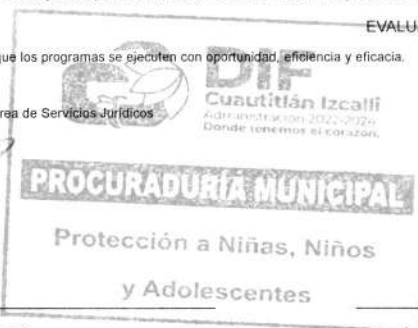 EVALU
que los programas se ejecuten con oportunidad, eficiencia y eficacia.
DIF
Cuautitlán Izcalli
Administración 2022-2024
Donde tenemos el corazón.
rea de Servicios Jurídicos
PROCURADURÍA MUNICIPAL
Protección a Niñas, Niños
y Adolescentes